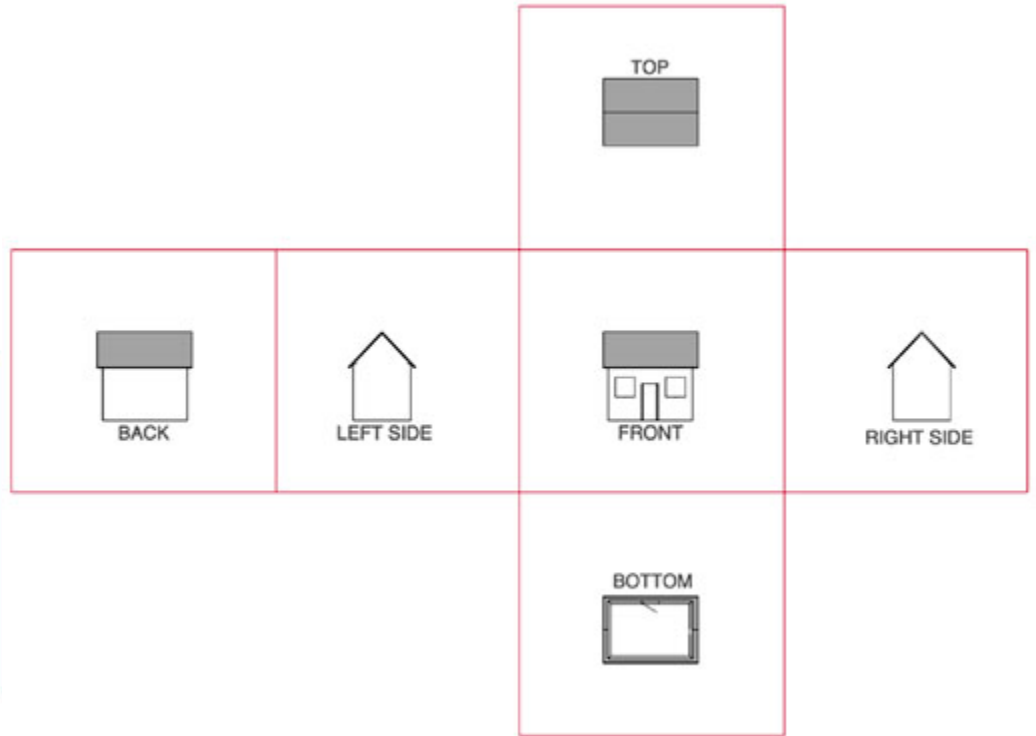 TOP
BACK
LEFT SIDE
FRONT
RIGHT SIDE
BOTTOM